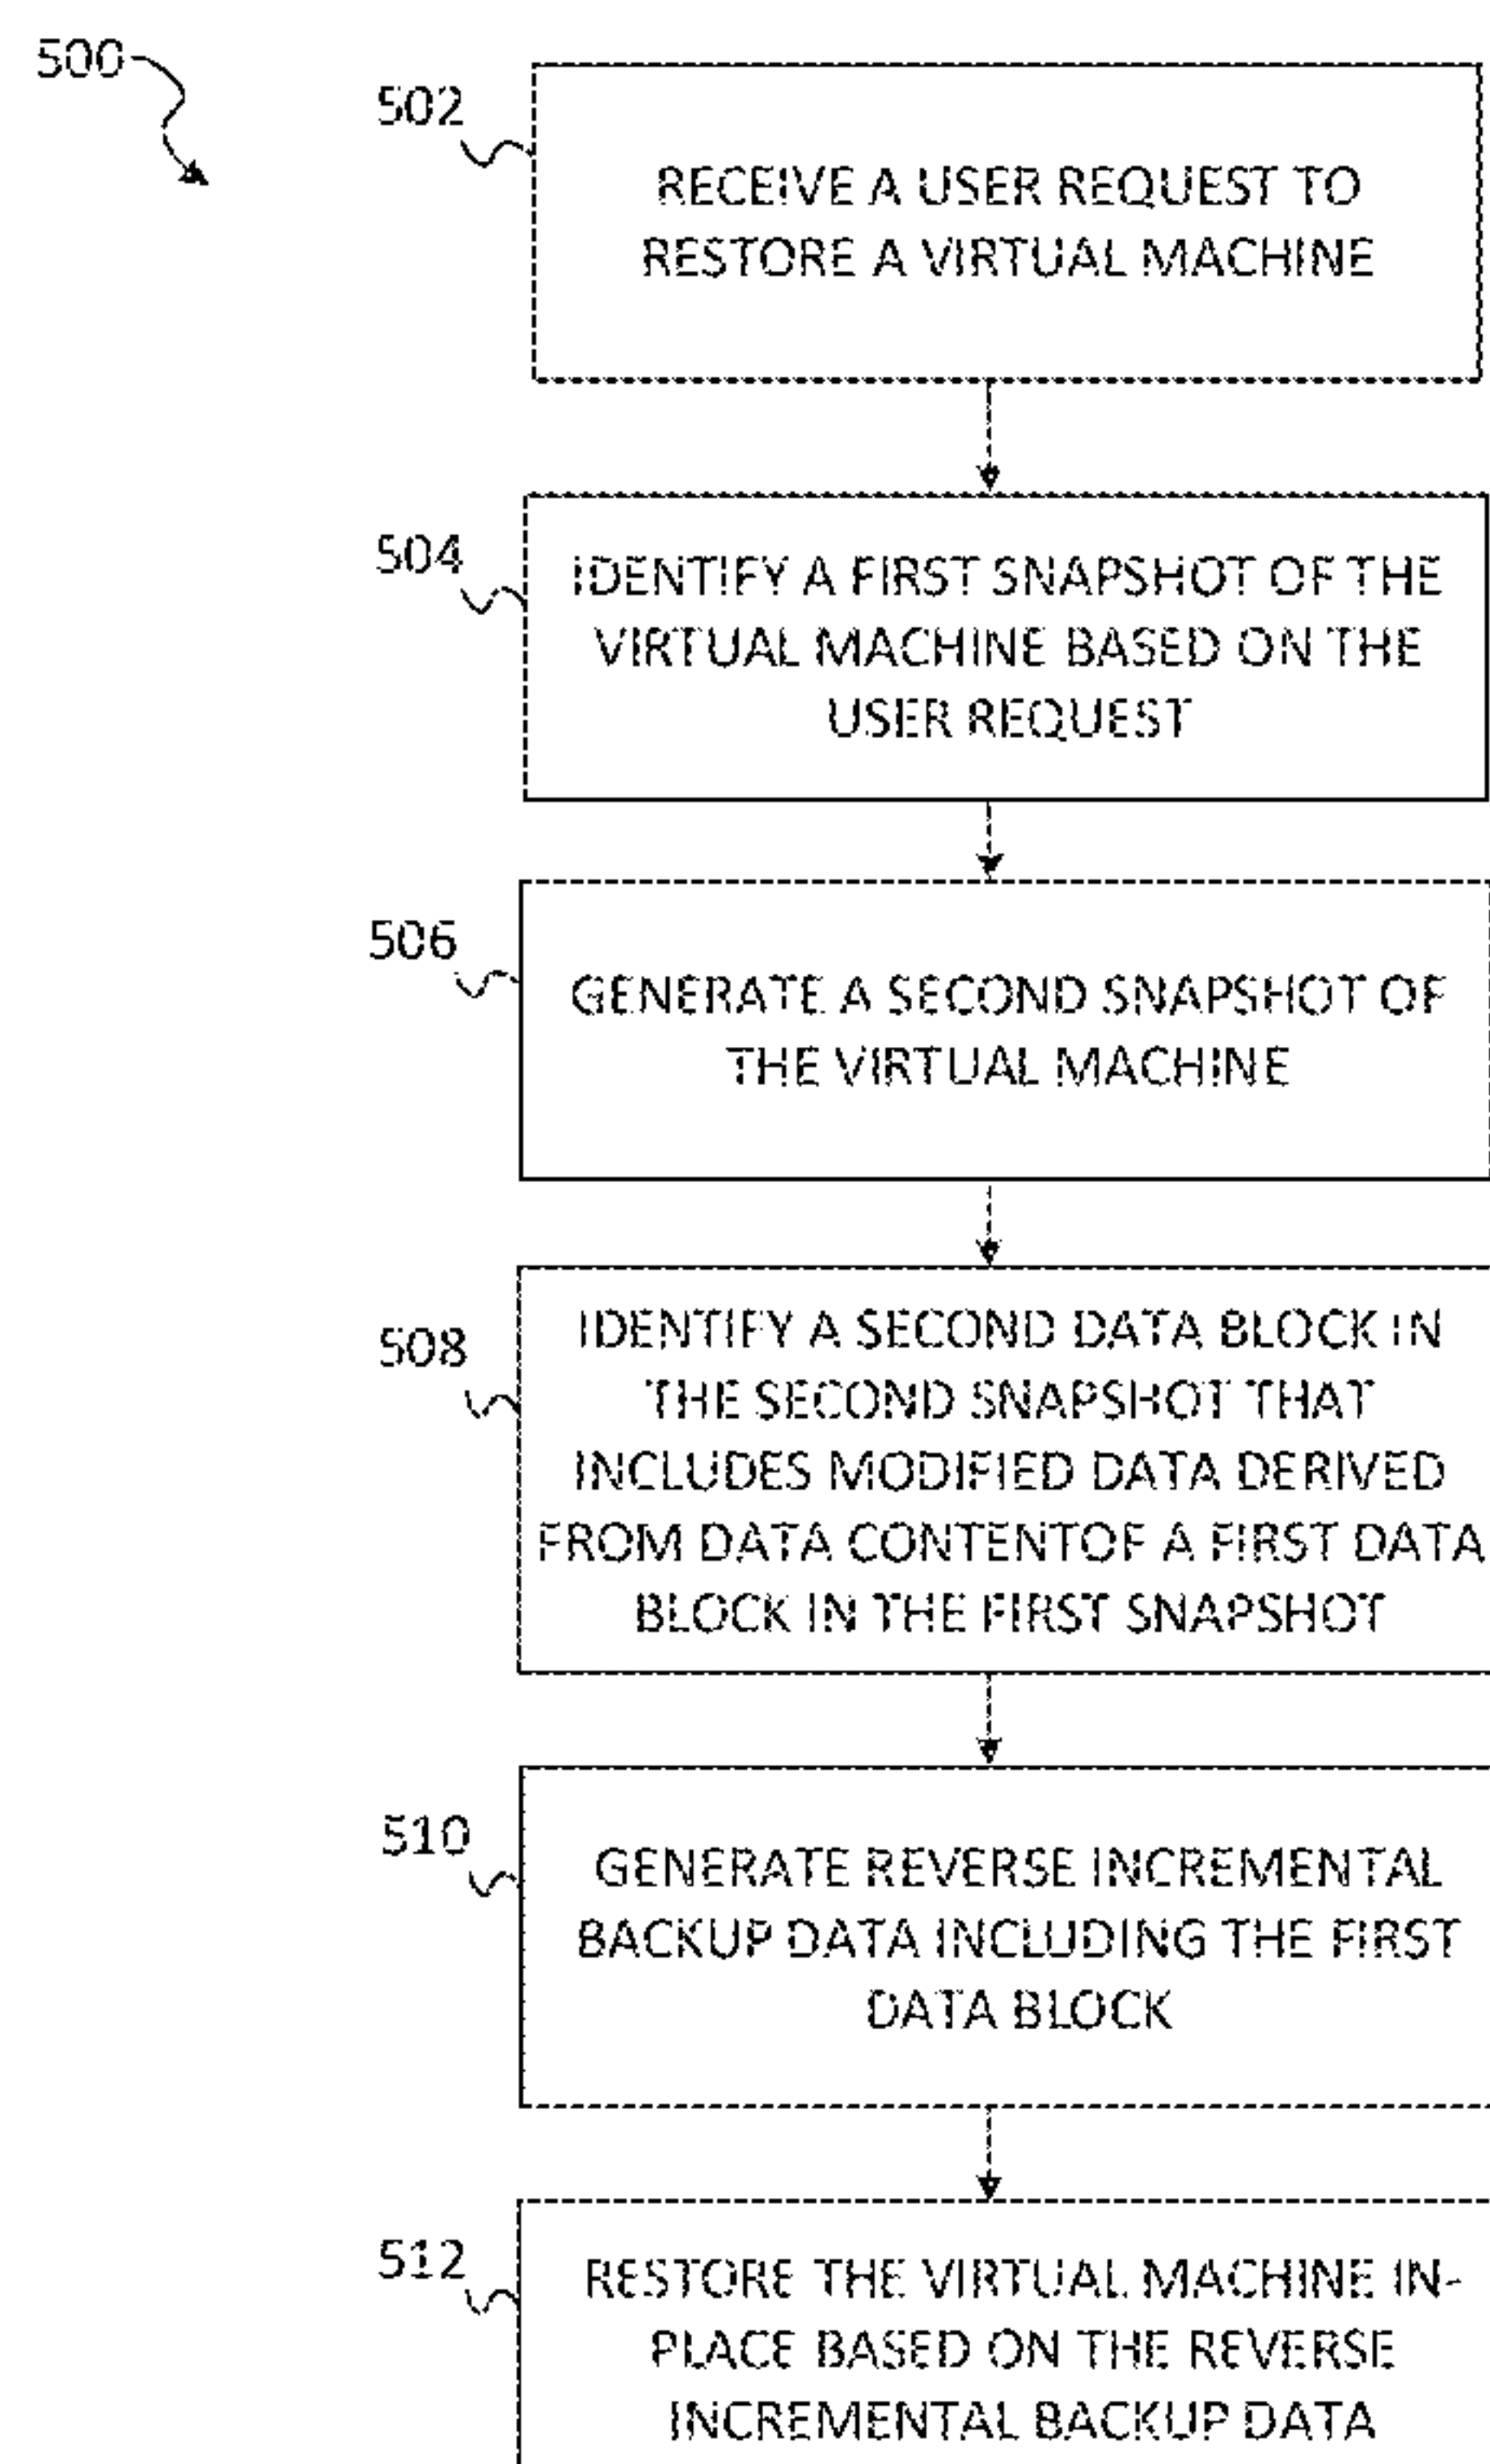 500
502
RECEIVE A USER REQUEST TO
RESTORE A VIRTUAL MACHINE
504
IDENTIFY A FIRST SNAPSHOT OF THE
VIRTUAL MACHINE BASED ON THE
USER REQUEST
506
GENERATE A SECOND SNAPSHOT OF
THE VIRTUAL MACHINE
508
IDENTIFY A SECOND DATA BLOCK IN
THE SECOND SNAPSHOT THAT
INCLUDES MODIFIED DATA DERIVED
FROM DATA CONTENTOF A FIRST DATA
BLOCK IN THE FIRST SNAPSHOT
510
GENERATE REVERSE INCREMENTAL
BACKUP DATA INCLUDING THE FIRST
DATA BLOCK
512
RESTORE THE VIRTUAL MACHINE IN-
PLACE BASED ON THE REVERSE
INCREMENTAL BACKUP DATA